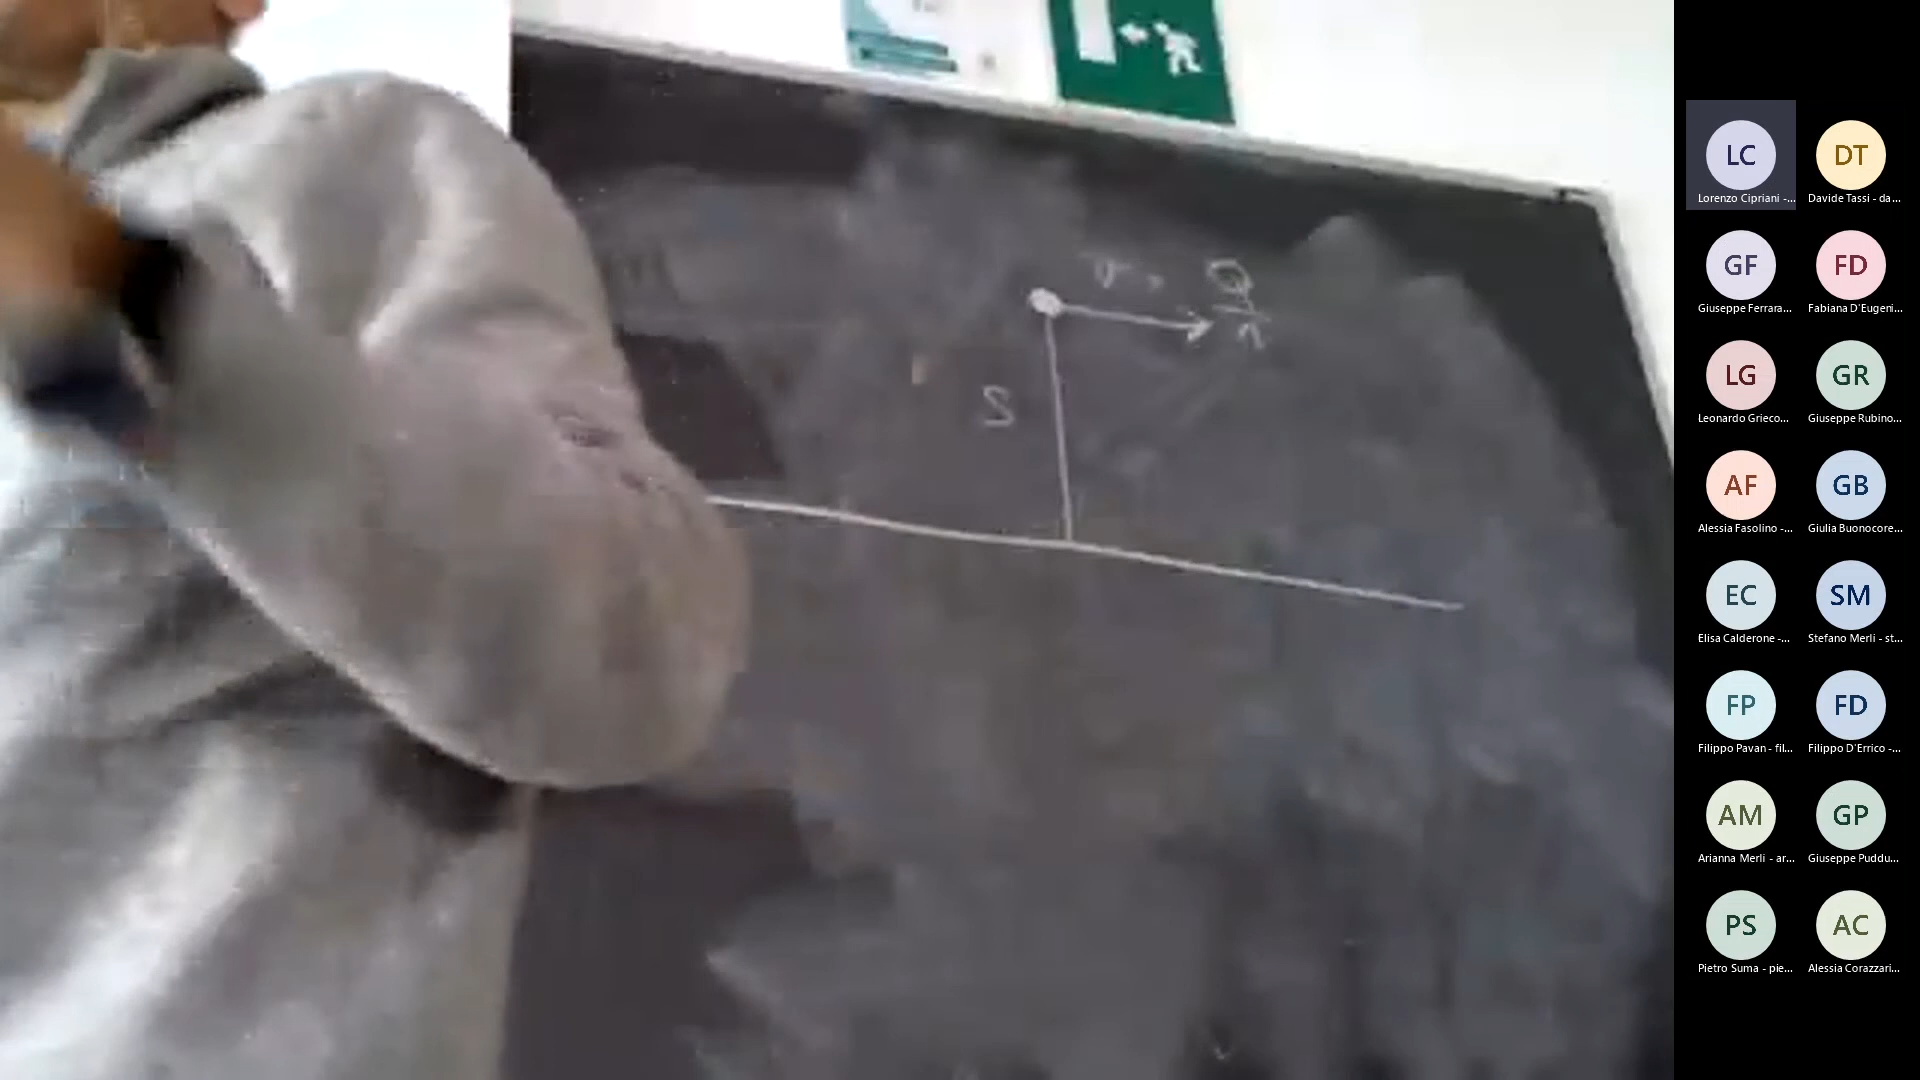 S
LC
DT
Lorenzo Cipriani -...
Davide Tassi - da...
GF
FD
Giuseppe Ferrara...
Fabiana D'Eugeni...
LG
GR
Leonardo Grieco...
Giuseppe Rubino...
AF
GB
Alessia Fasolino -...
Giulia Buonocore...
EC
SM
Elisa Calderone -...
Stefano Merli - st...
FP
FD
Filippo Pavan - fil...
Filippo D'Errico -...
AM
GP
Arianna Merli - ar...
Giuseppe Puddu...
PS
AC
Pietro Suma - pie...
Alessia Corazzari...